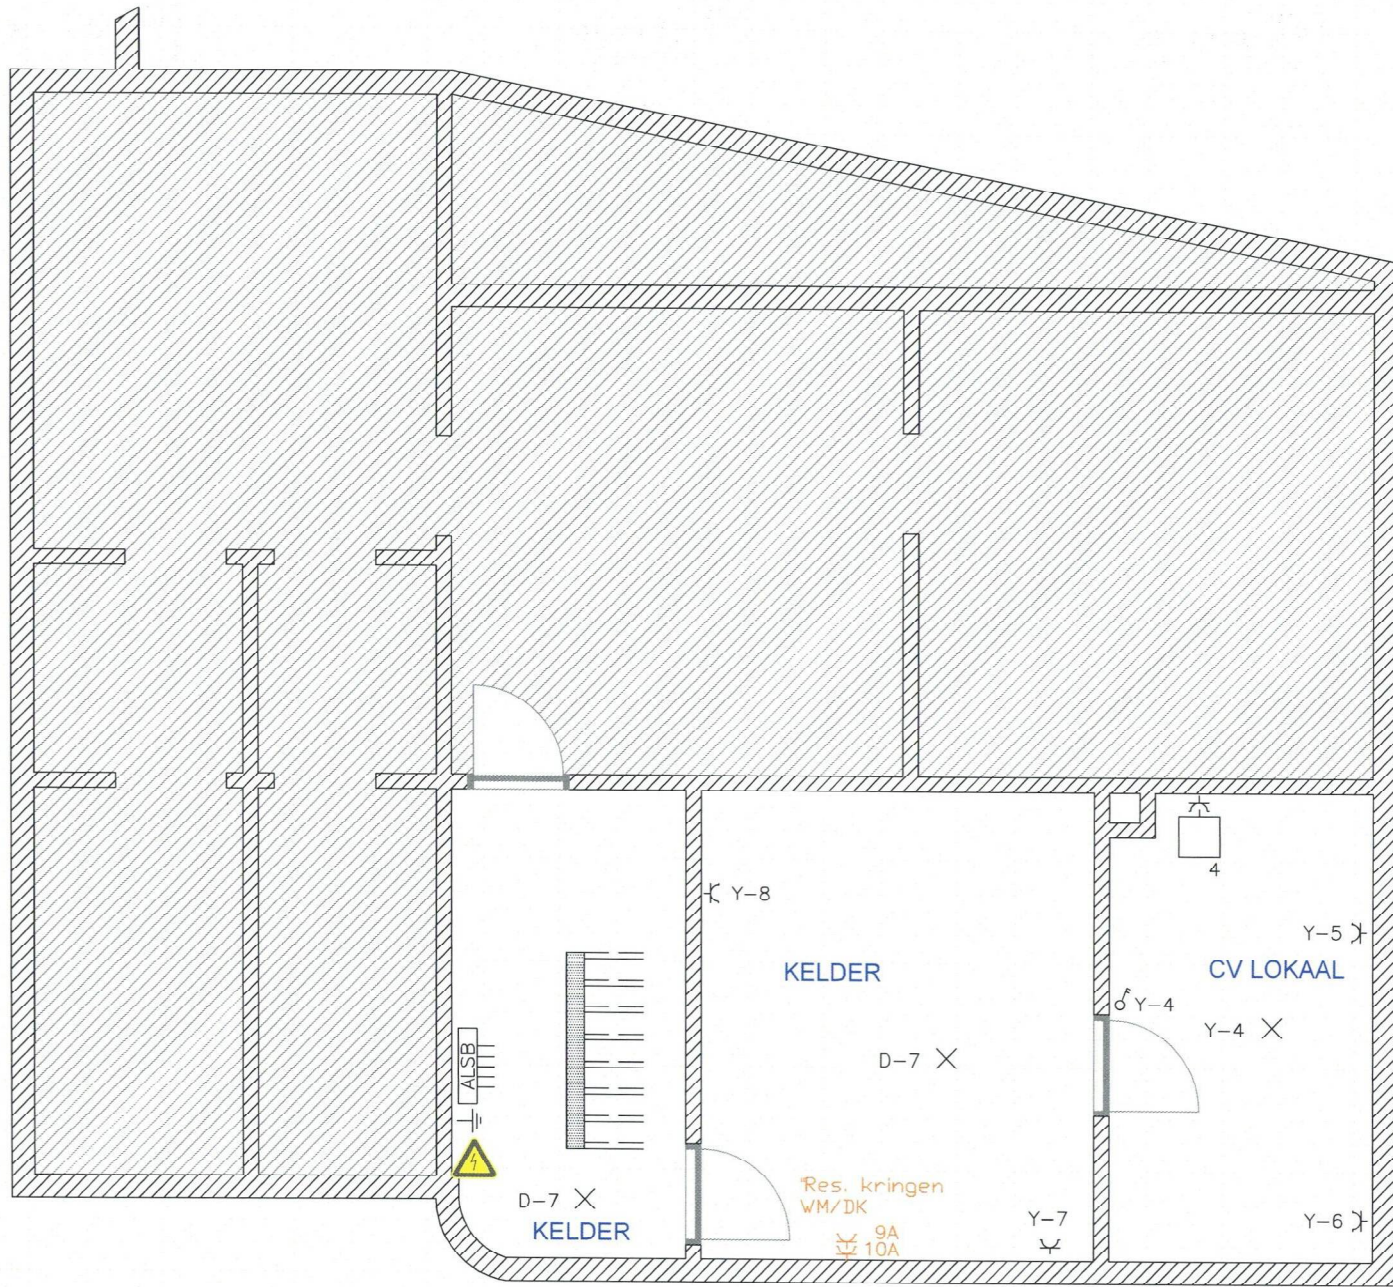 Y-8
4
Y-5
KELDER
CV LOKAAL
Y-4
Y-4
D-7
ALSB
D-7
KELDER
Res. kringen
WM/DK
9A
10A
Y-7
Y-6